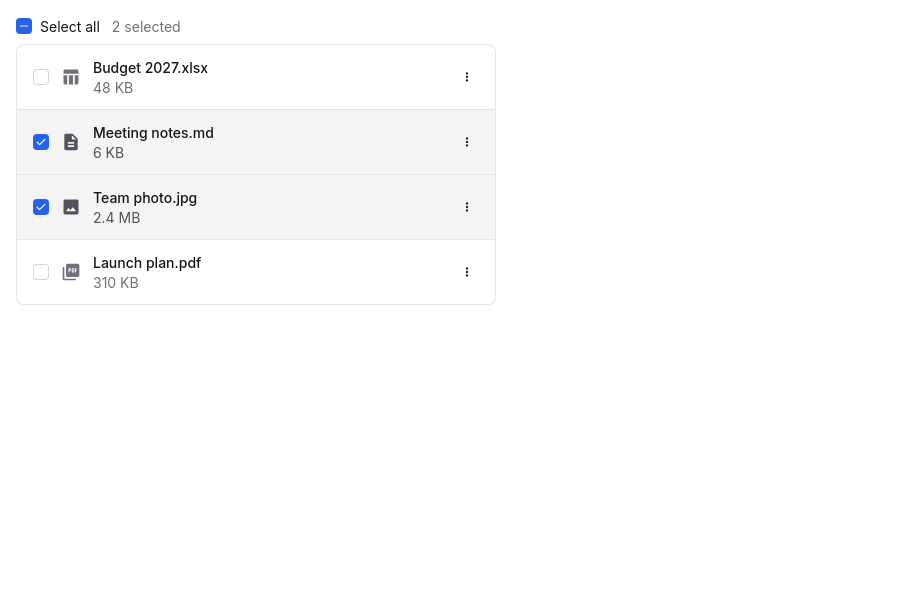 Select all 2 selected
Budget 2027.xlsx
48 KB
Meeting notes.md
6 KB
Team photo.jpg
2.4 MB
PDF
Launch plan.pdf
310 KB